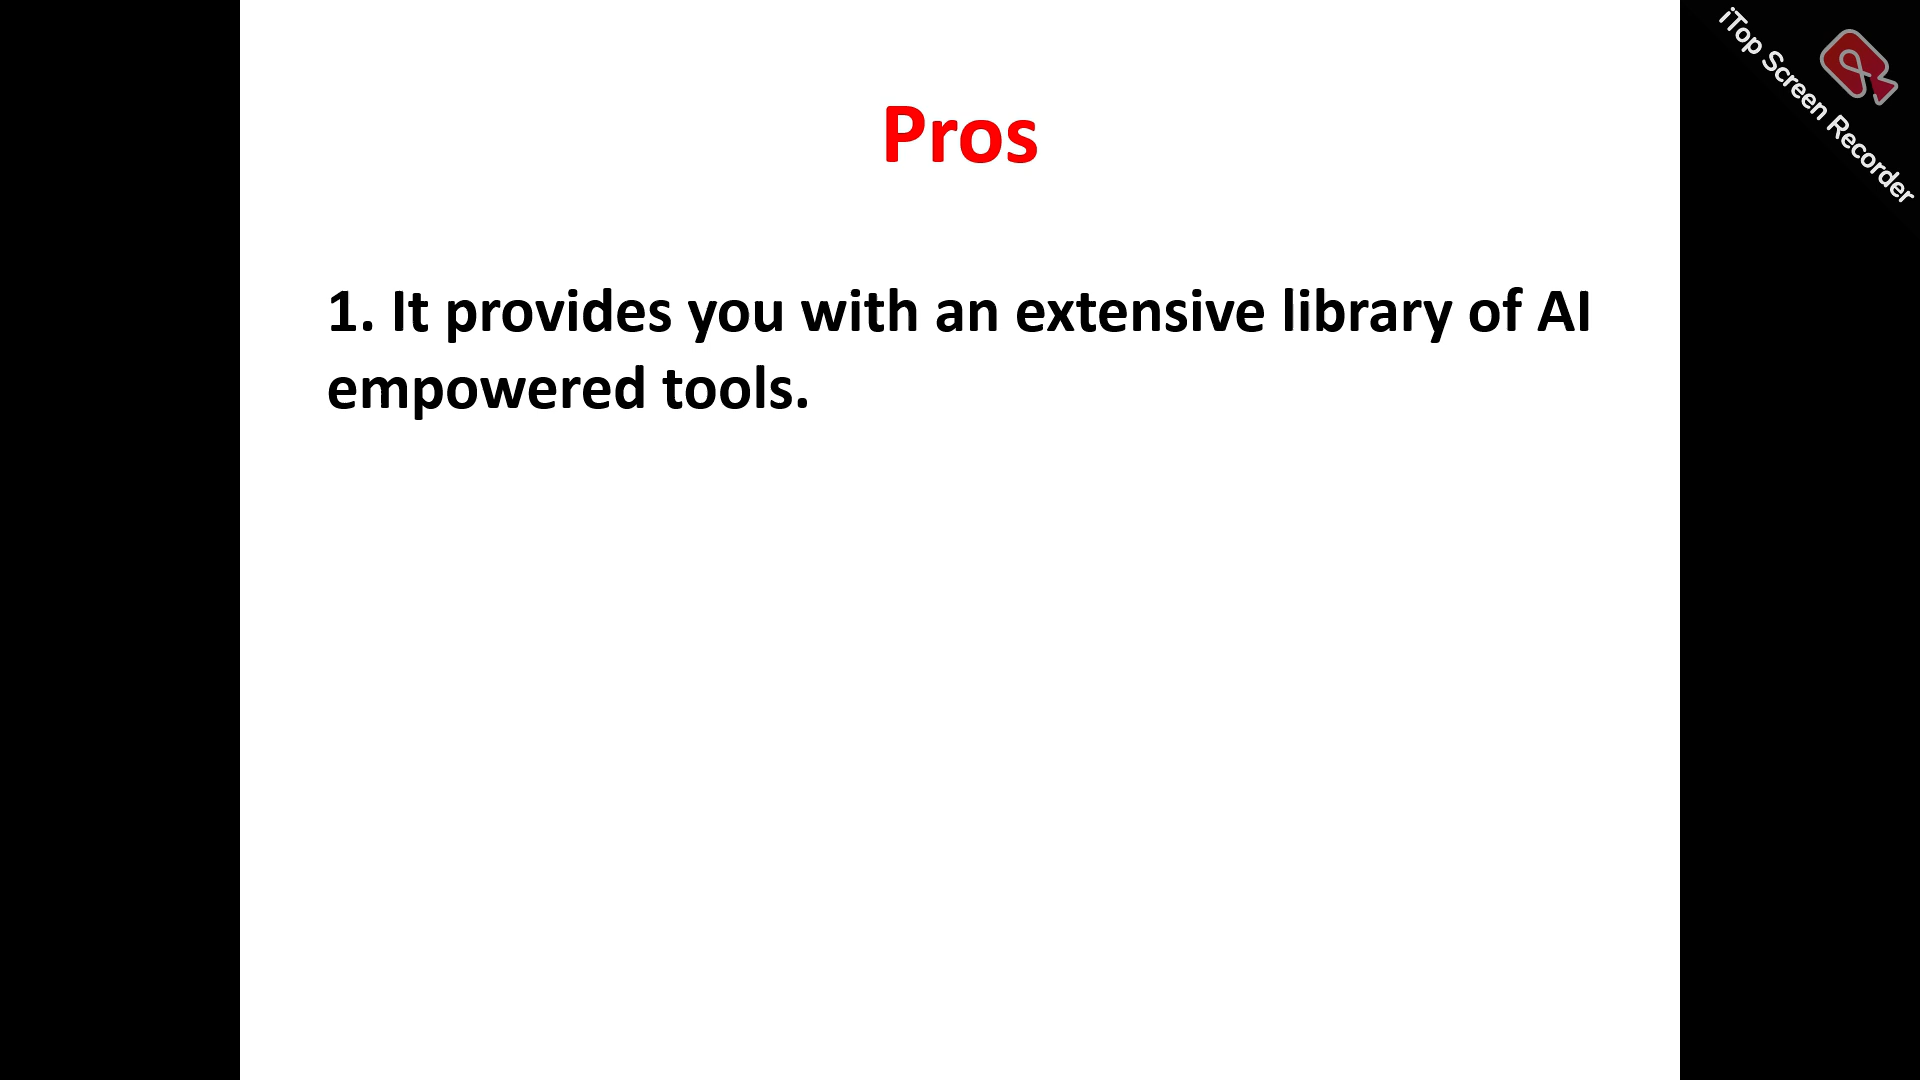 iTop Screen Recorder
Pros
1. It provides you with an extensive library of AI
empowered tools.